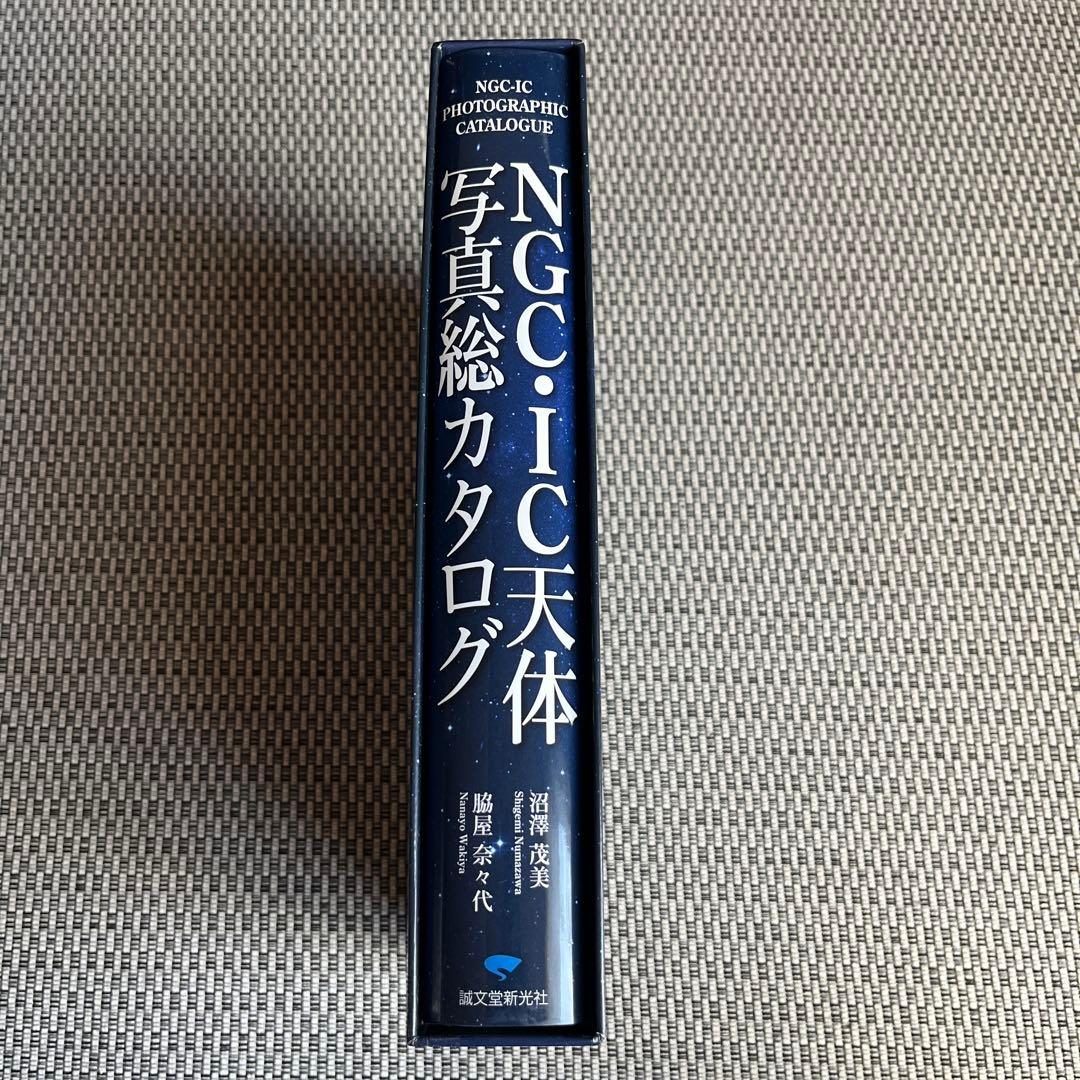 NGC-IC
PHOTOGRAPHIC
CATALOGUE
NGC・IC天体
写真総カタログ
沼澤 茂美
Shigemi Numazawa
脇屋 奈々代
Nanayo Wakiya
誠文堂新光社